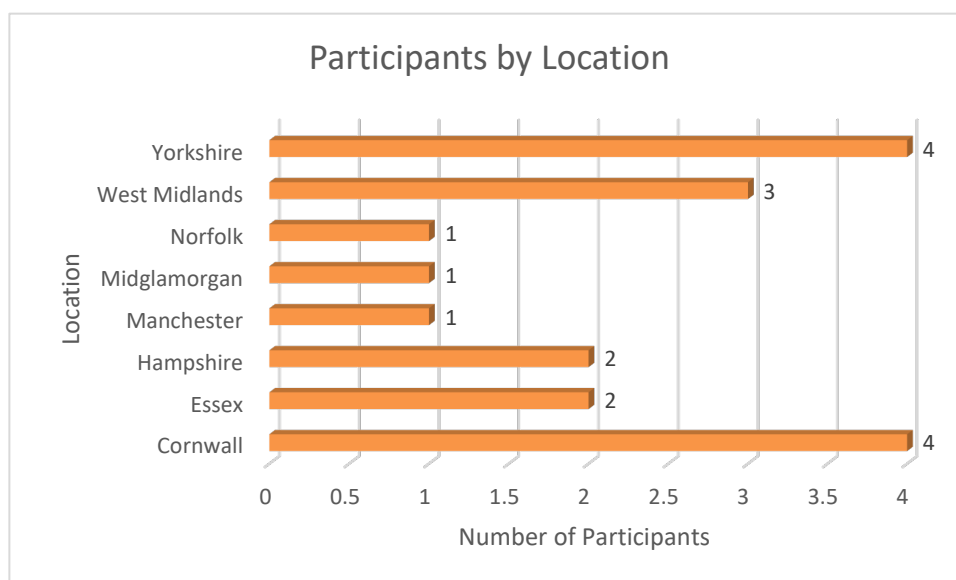 Participants by Location
Yorkshire 4
West Midlands 3
Norfolk 1
Midglamorgan 1
Manchester 1
Hampshire 2
Essex 2
Cornwall 4
Location
0 0.5 1 1.5 2 2.5 3 3.5 4
Number of Participants